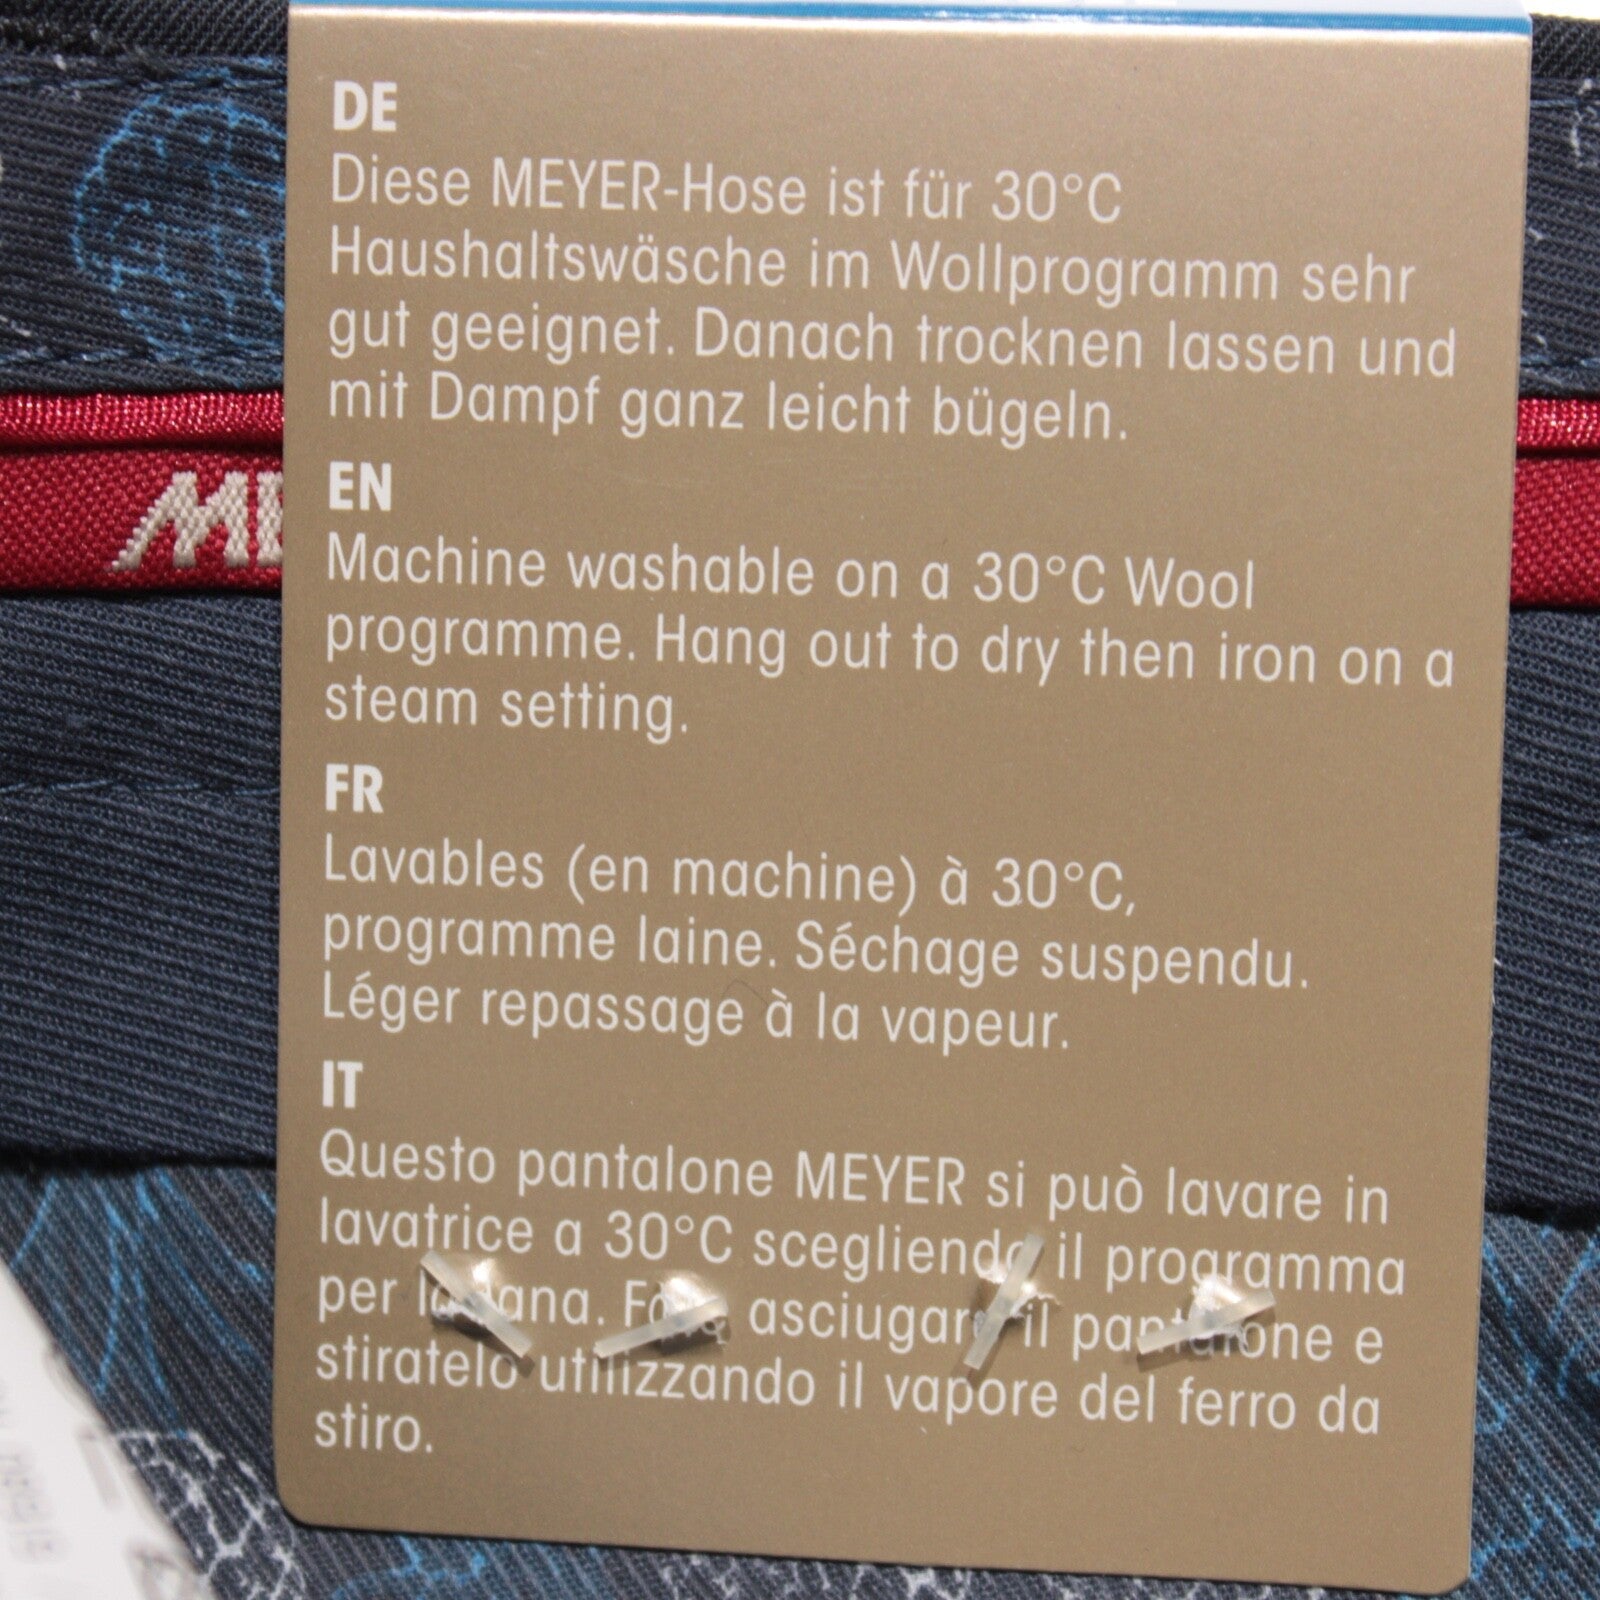 DE
Diese MEYER-Hose ist für 30°C
Haushaltswäsche im Wollprogramm sehr
gut geeignet. Danach trocknen lassen und
mit Dampf ganz leicht bügeln.
EN
Machine washable on a 30°C Wool
programme. Hang out to dry then iron on a
steam setting.
FR
Lavables (en machine) à 30°C,
programme laine. Séchage suspendu.
Léger repassage à la vapeur.
IT
Questo pantalone MEYER si può lavare in
lavatrice a 30°C scegliendo il programma
per la lana. asciugare il pantalone e
stiratelo utilizzando il vapore del ferro da
stiro.